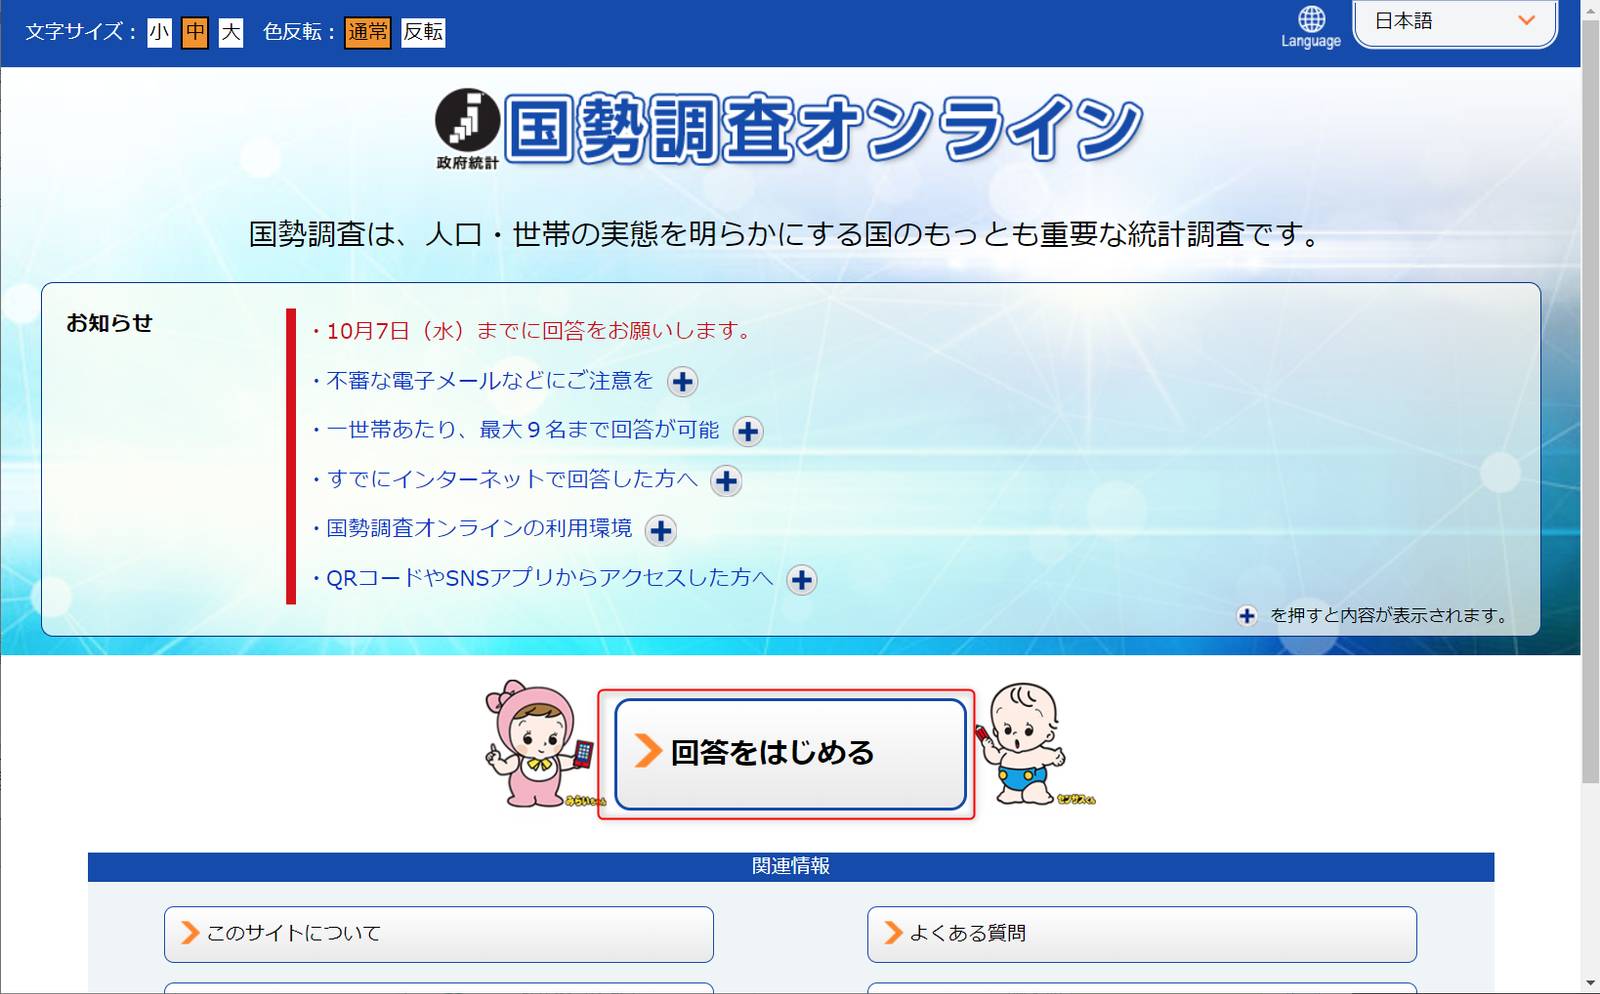 文字サイズ： 小 中 大 色反転： 通常 反転
Language
日本語
政府統計
国勢調査オンライン
国勢調査は、人口・世帯の実態を明らかにする国のもっとも重要な統計調査です。
お知らせ
・10月7日（水）までに回答をお願いします。
・不審な電子メールなどにご注意を
・一世帯あたり、最大９名まで回答が可能
・すでにインターネットで回答した方へ
・国勢調査オンラインの利用環境
・QRコードやSNSアプリからアクセスした方へ
を押すと内容が表示されます。
回答をはじめる
みらいちゃん
センサスくん
関連情報
このサイトについて
よくある質問